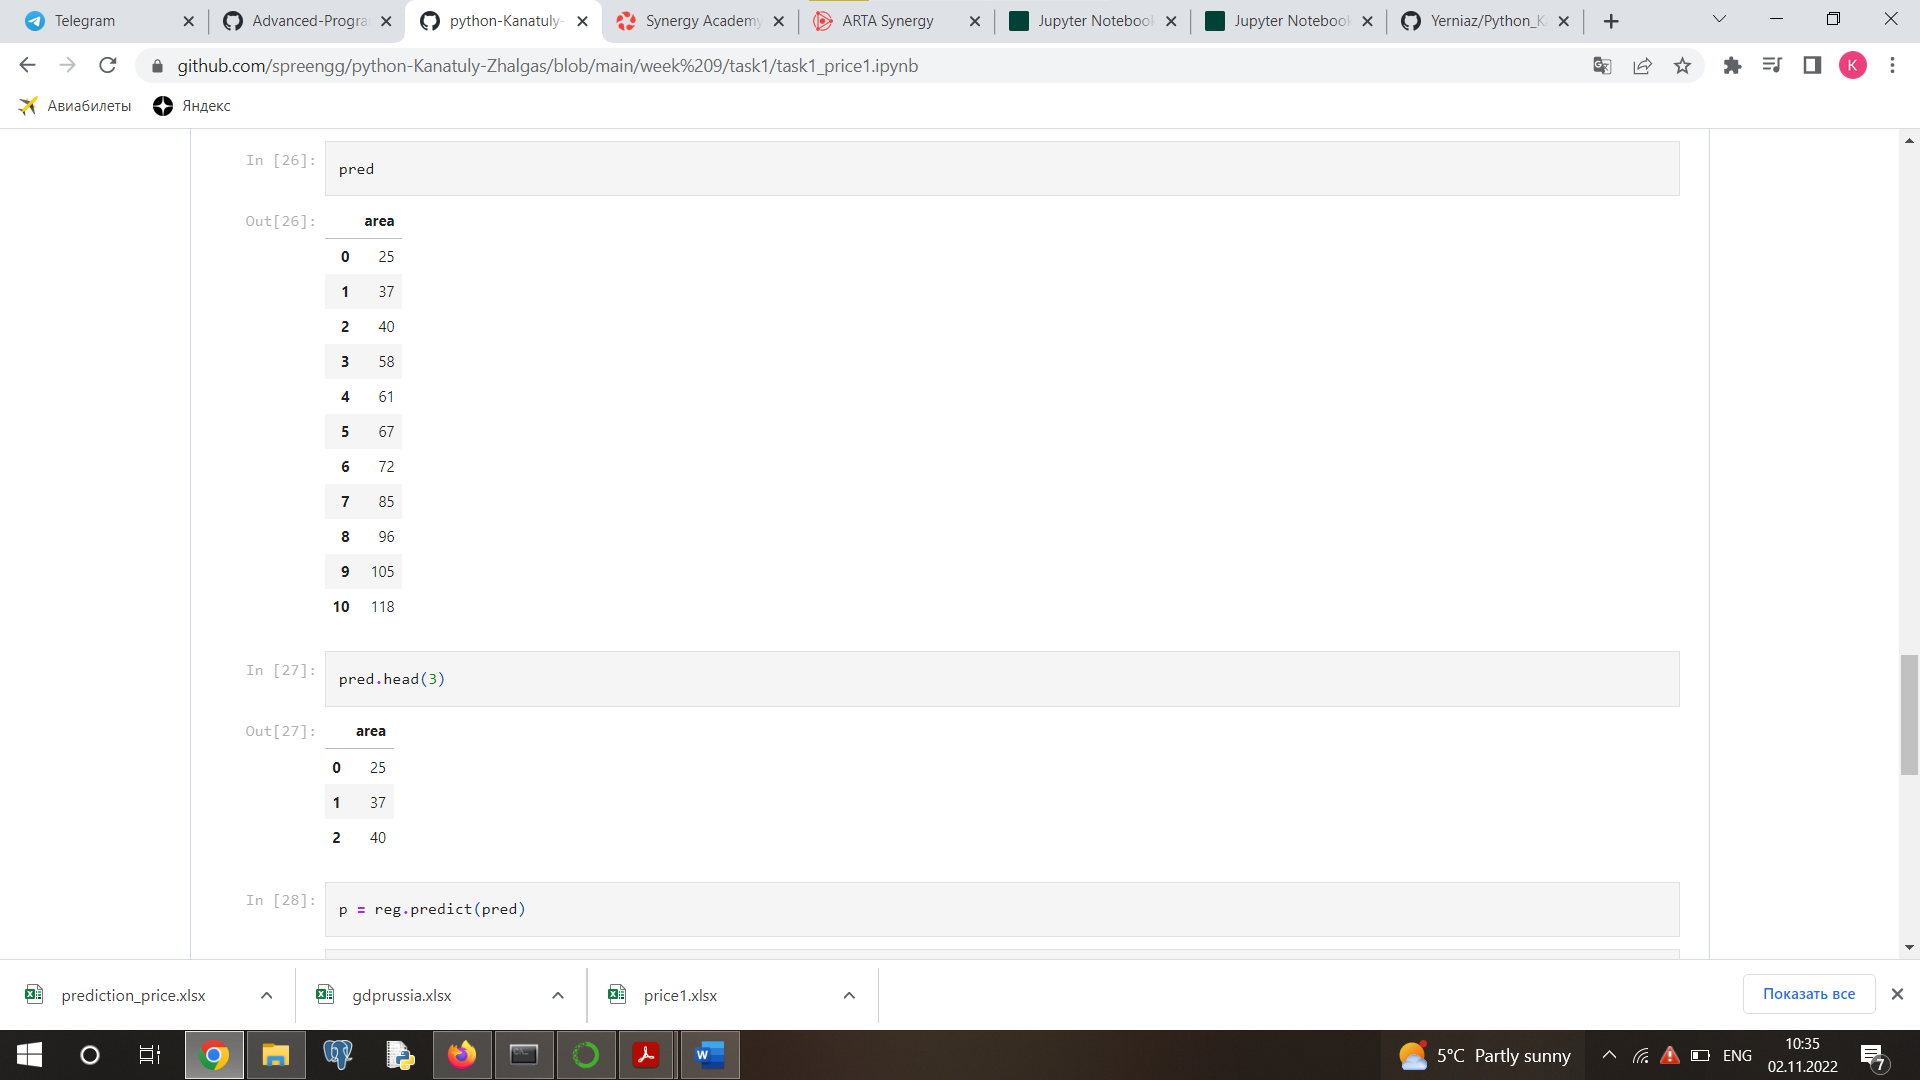 Telegram
Advanced-Progra
python-Kanatuly-
Synergy Academy
ARTA Synergy
Jupyter Notebook
Jupyter Notebook
Yerniaz/Python_K
github.com/spreengg/python-Kanatuly-Zhalgas/blob/main/week%209/task1/task1_price1.ipynb
K
Авиабилеты
Яндекс
In [26]:
pred
Out[26]:
area
0 25
1 37
2 40
3 58
4 61
5 67
6 72
7 85
8 96
9 105
10 118
In [27]:
pred.head(3)
Out[27]:
area
0 25
1 37
2 40
In [28]:
p = reg.predict(pred)
prediction_price.xlsx
gdprussia.xlsx
price1.xlsx
Показать все
5°C Partly sunny
ENG
10:35
02.11.2022
7